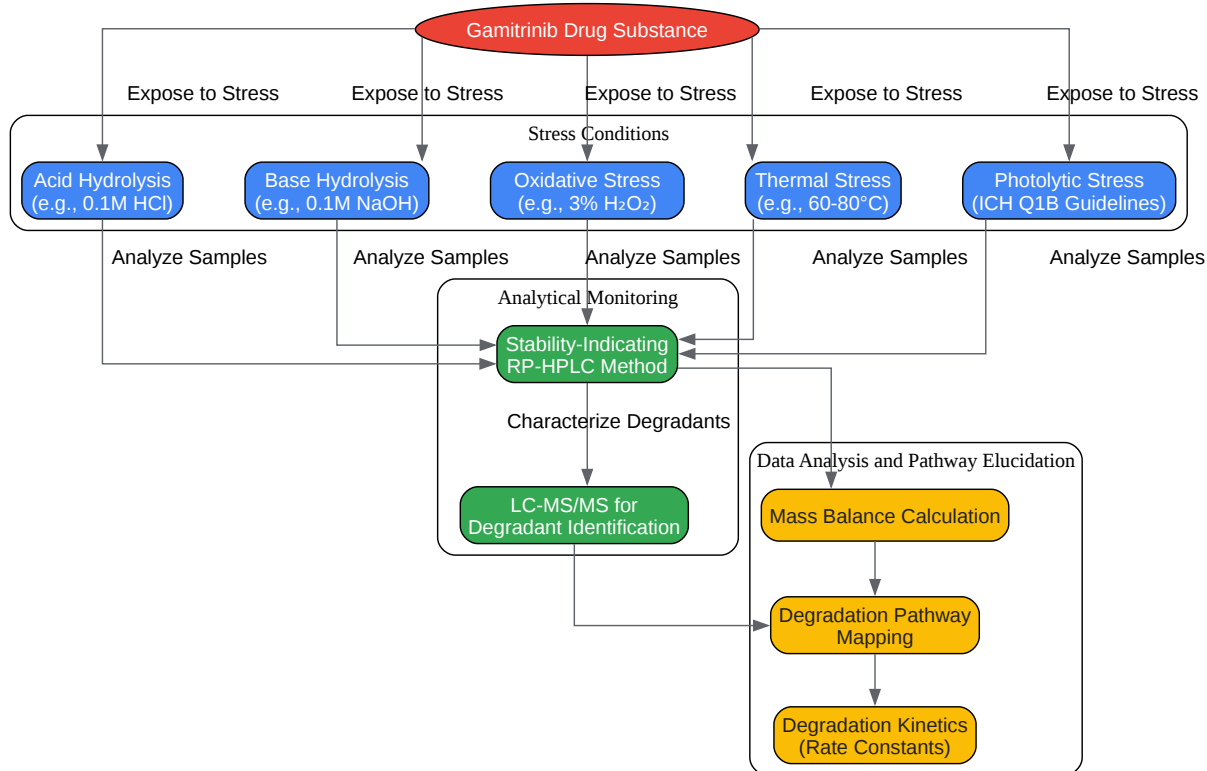 Gamitrinib Drug Substance
Expose to Stress
Expose to Stress
Expose to Stress
Expose to Stress
Expose to Stress
Stress Conditions
Acid Hydrolysis
(e.g., 0.1M HCl)
Base Hydrolysis
(e.g., 0.1M NaOH)
Oxidative Stress
(e.g., 3% H₂O₂)
Thermal Stress
(e.g., 60-80°C)
Photolytic Stress
(ICH Q1B Guidelines)
Analyze Samples
Analyze Samples
Analyze Samples
Analyze Samples
Analyze Samples
Analytical Monitoring
Stability-Indicating
RP-HPLC Method
Characterize Degradants
LC-MS/MS for
Degradant Identification
Data Analysis and Pathway Elucidation
Mass Balance Calculation
Degradation Pathway
Mapping
Degradation Kinetics
(Rate Constants)